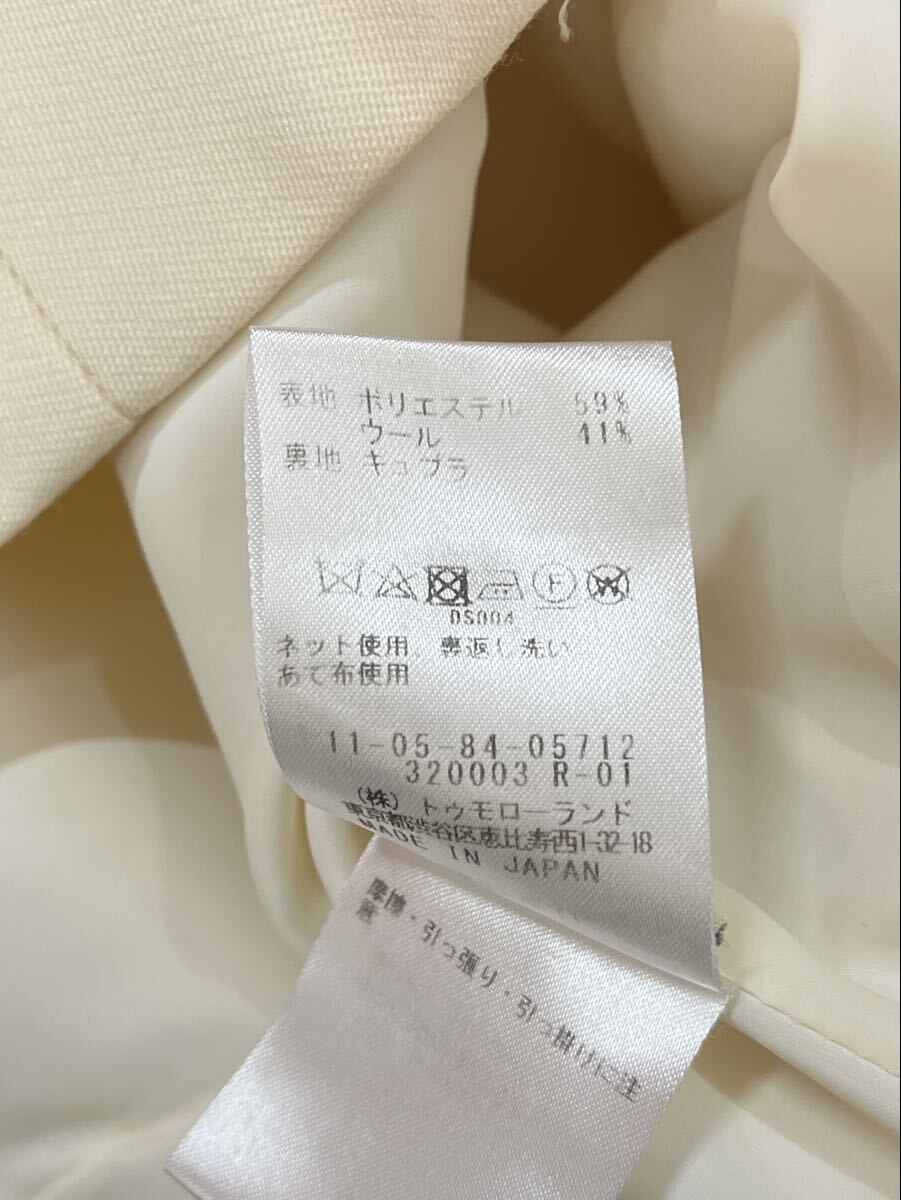 表地 ポリエステル 59%
ウール 41%
裏地 キュプラ
DS004
ネット使用 裏返し洗い
あて布使用
11-05-84-05712
320003 R-01
(株) トゥモローランド
東京都渋谷区恵比寿西1-32-18
MADE IN JAPAN
摩擦・引っ張り・引っ掛けに注
意